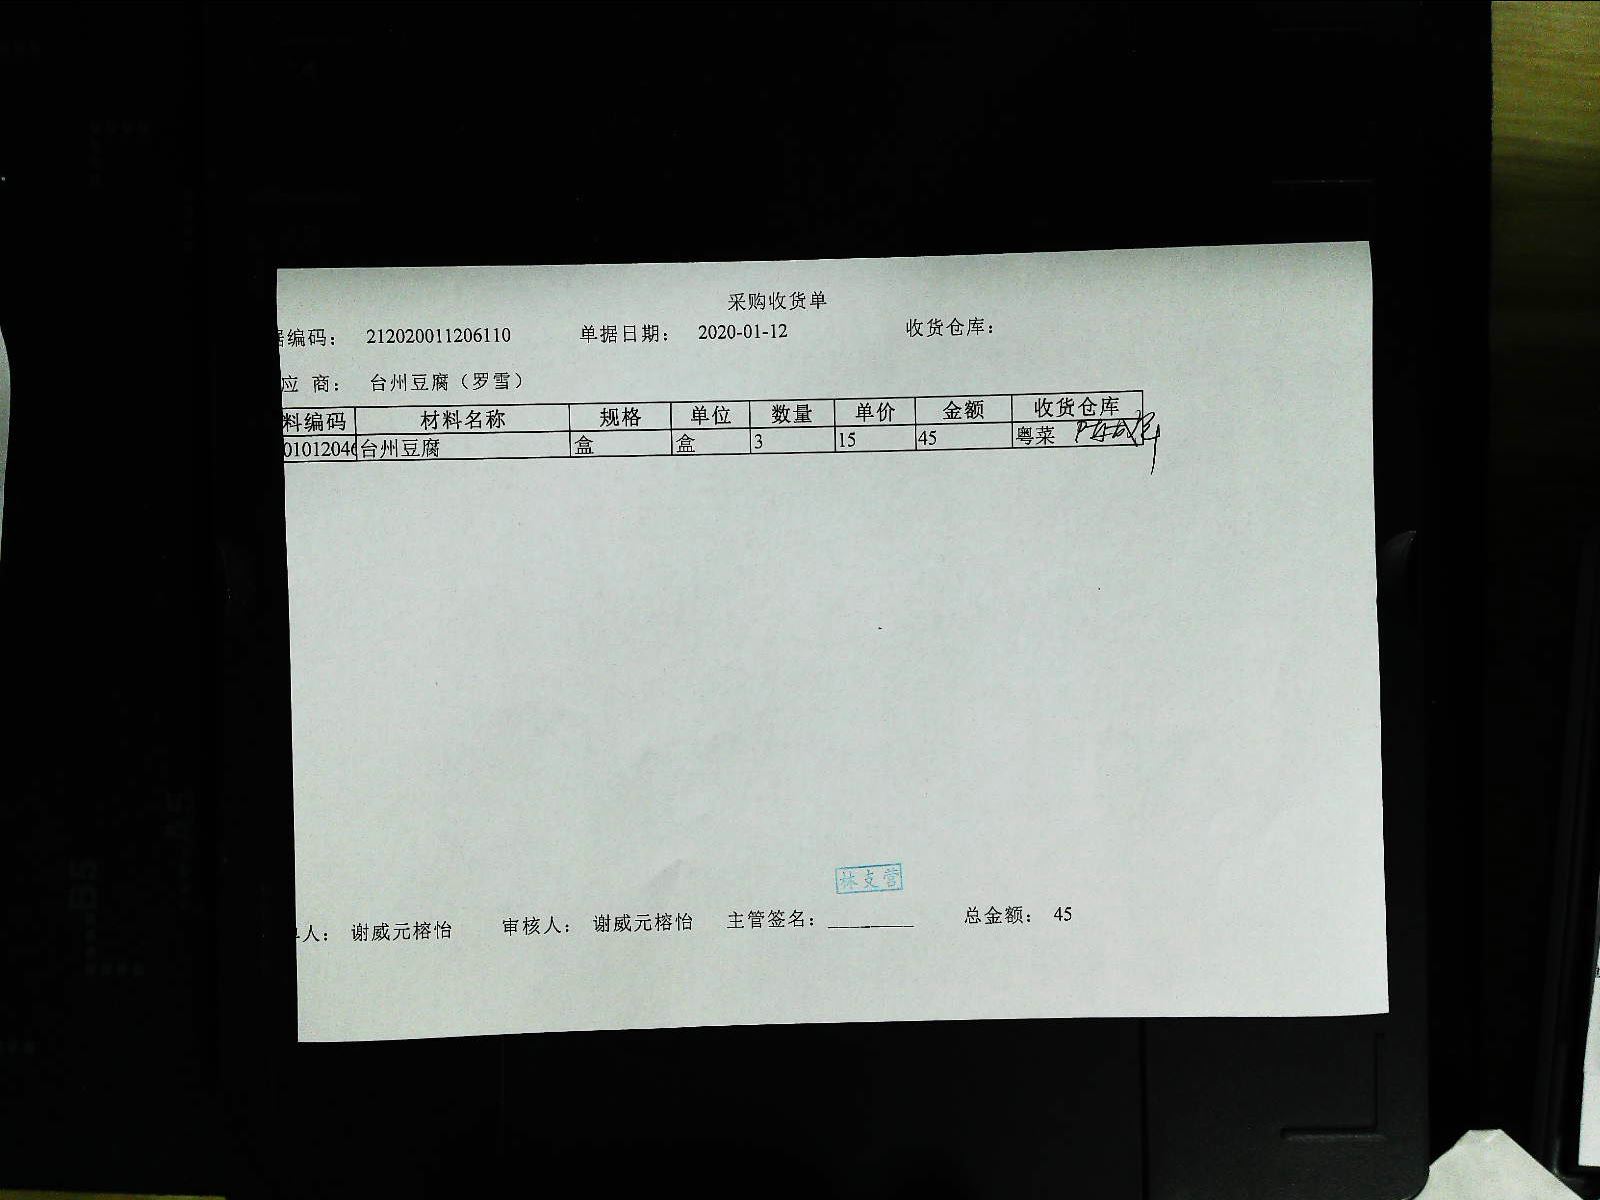 采购收货单
编码： 212020011206110 单据日期： 2020-01-12 收货仓库：
应 商： 台州豆腐（罗雪）
料编码 材料名称 规格 单位 数量 单价 金额 收货仓库
01012046 台州豆腐 盒 盒 3 15 45 粤菜
林支营
人： 谢威元榕怡 审核人： 谢威元榕怡 主管签名： 总金额： 45